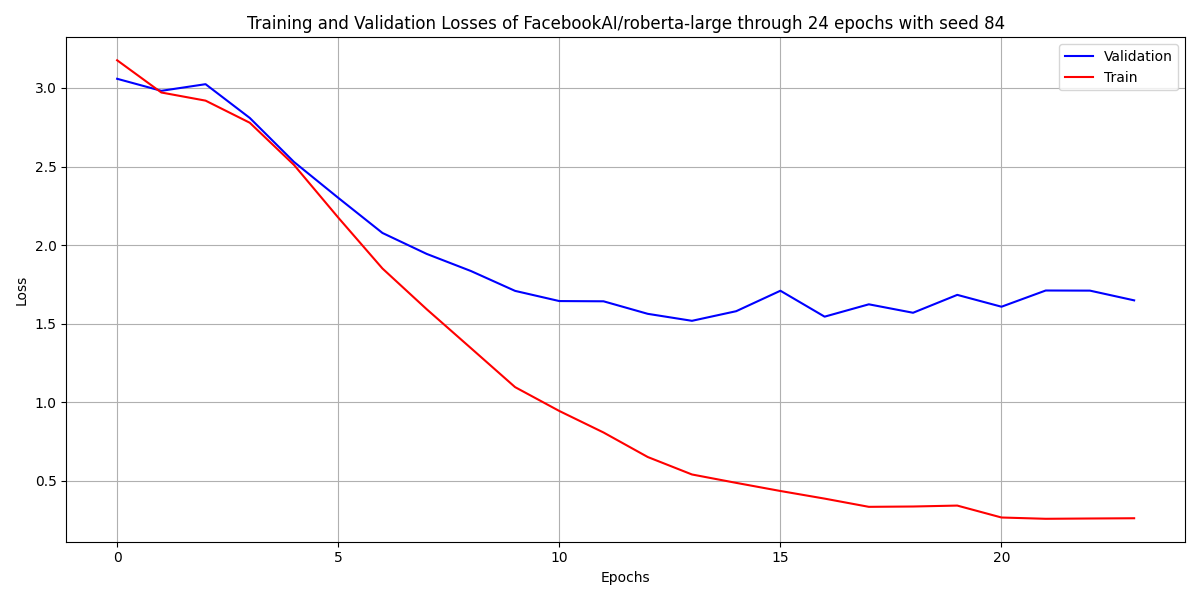 Training and Validation Losses of FacebookAI/roberta-large through 24 epochs with seed 84
Validation
Train
Loss
3.0
2.5
2.0
1.5
1.0
0.5
0 5 10 15 20
Epochs